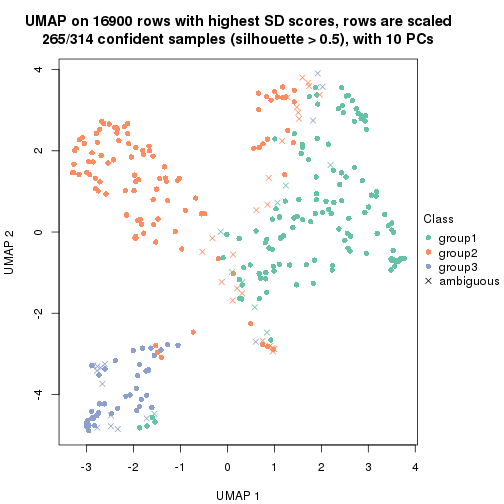 UMAP on 16900 rows with highest SD scores, rows are scaled
265/314 confident samples (silhouette > 0.5), with 10 PCs
4
2
0
-2
-4
UMAP 2
-3
-2
-1
0
1
2
3
4
UMAP 1
Class
group1
group2
group3
ambiguous